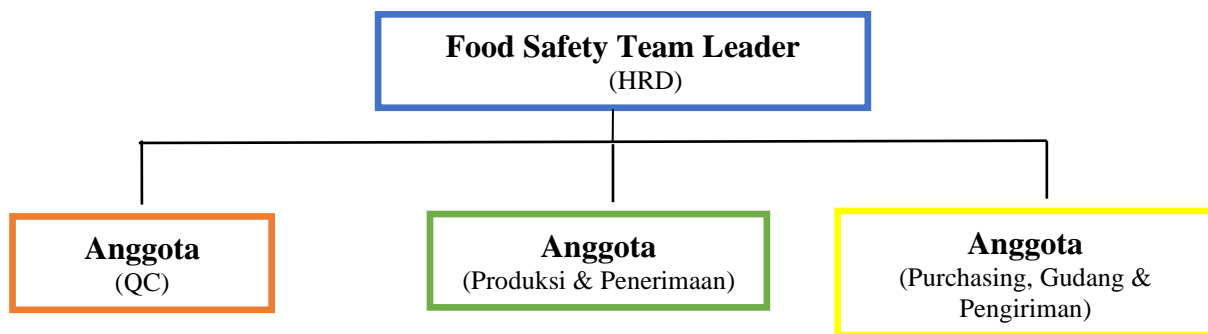 Food Safety Team Leader
(HRD)
Anggota
(QC)
Anggota
(Produksi & Penerimaan)
Anggota
(Purchasing, Gudang &
Pengiriman)